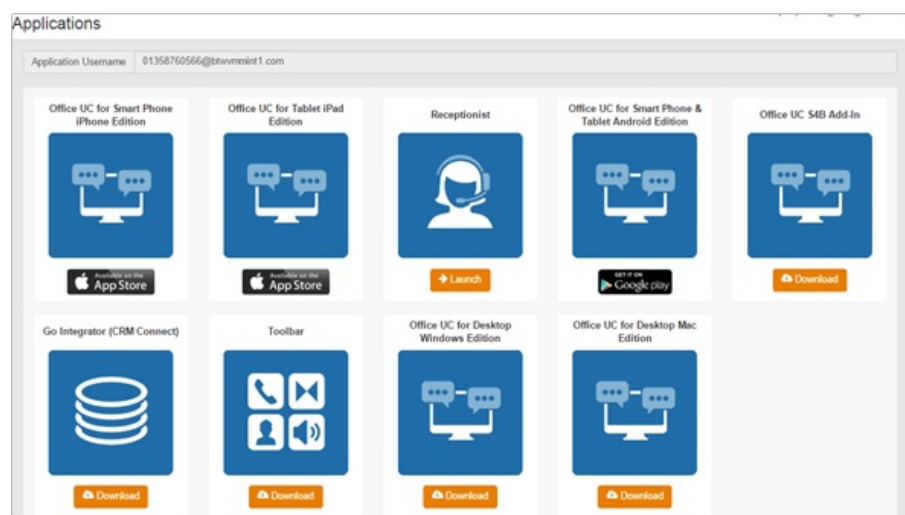 Applications
Application Username 01358760566@btwvmmint1.com
Office UC for Smart Phone
iPhone Edition
Available on the
App Store
Office UC for Tablet iPad
Edition
Available on the
App Store
Receptionist
Launch
Office UC for Smart Phone &
Tablet Android Edition
GET IT ON
Google play
Office UC S4B Add-In
Download
Go Integrator (CRM Connect)
Download
Toolbar
Download
Office UC for Desktop
Windows Edition
Download
Office UC for Desktop Mac
Edition
Download